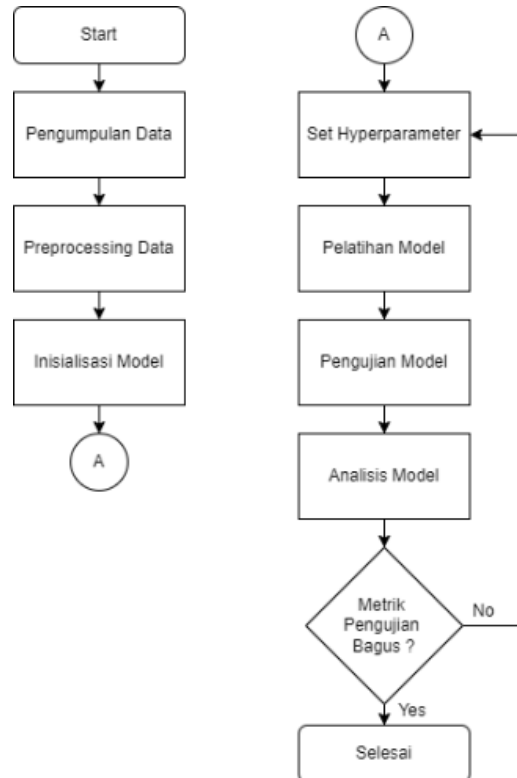 Start
Pengumpulan Data
Preprocessing Data
Inisialisasi Model
A
A
Set Hyperparameter
Pelatihan Model
Pengujian Model
Analisis Model
Metrik
Pengujian
Bagus ?
No
Yes
Selesai